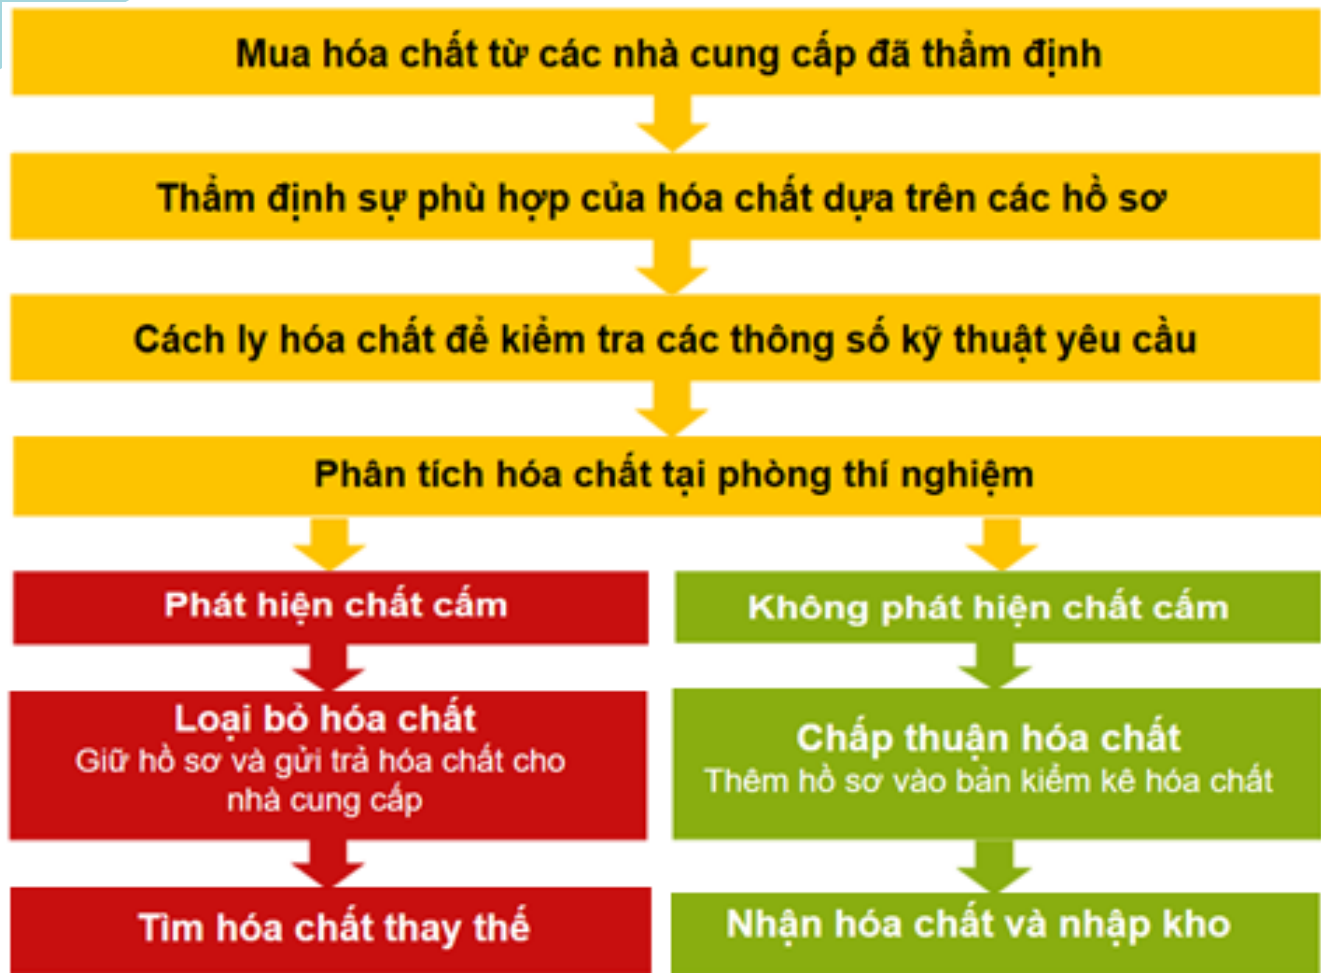 Mua hóa chất từ các nhà cung cấp đã thẩm định
Thẩm định sự phù hợp của hóa chất dựa trên các hồ sơ
Cách ly hóa chất để kiểm tra các thông số kỹ thuật yêu cầu
Phân tích hóa chất tại phòng thí nghiệm
Phát hiện chất cấm
Loại bỏ hóa chất
Giữ hồ sơ và gửi trả hóa chất cho
nhà cung cấp
Tìm hóa chất thay thế
Không phát hiện chất cấm
Chấp thuận hóa chất
Thêm hồ sơ vào bản kiểm kê hóa chất
Nhận hóa chất và nhập kho